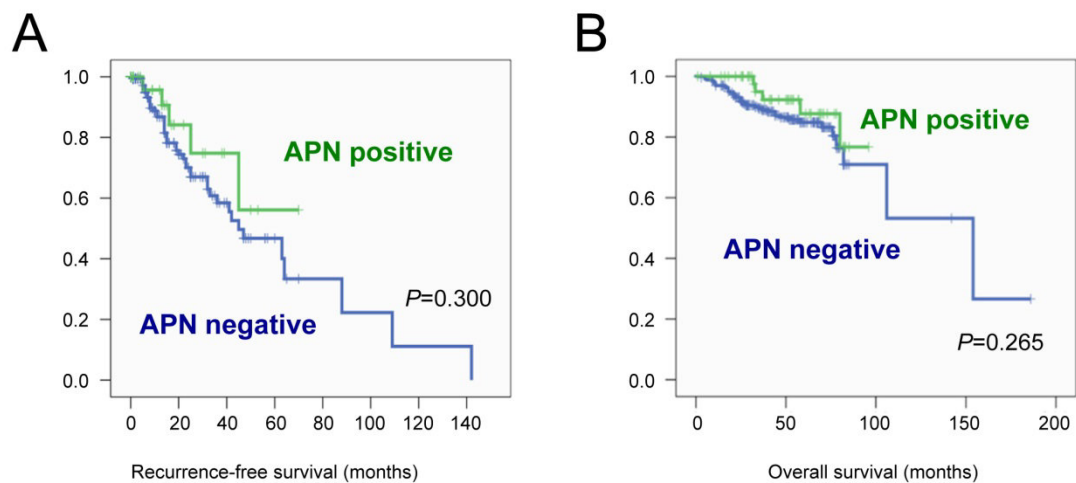 A
1.0
0.8
0.6
0.4
0.2
0.0
APN positive
APN negative
P=0.300
0 20 40 60 80 100 120 140
Recurrence-free survival (months)
B
1.0
0.8
0.6
0.4
0.2
0.0
APN positive
APN negative
P=0.265
0 50 100 150 200
Overall survival (months)